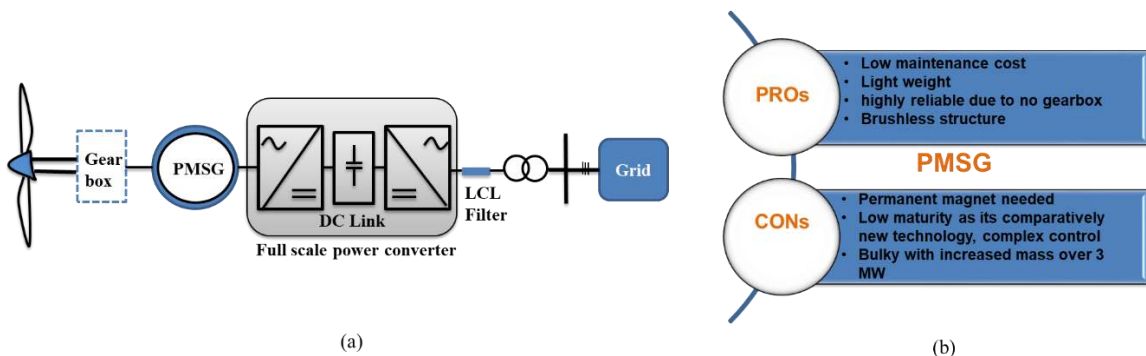 Gear
box
PMSG
DC Link
Full scale power converter
LCL
Filter
Grid
(a)
PROs
• Low maintenance cost
• Light weight
• highly reliable due to no gearbox
• Brushless structure
PMSG
CONs
• Permanent magnet needed
• Low maturity as its comparatively
new technology, complex control
• Bulky with increased mass over 3
MW
(b)